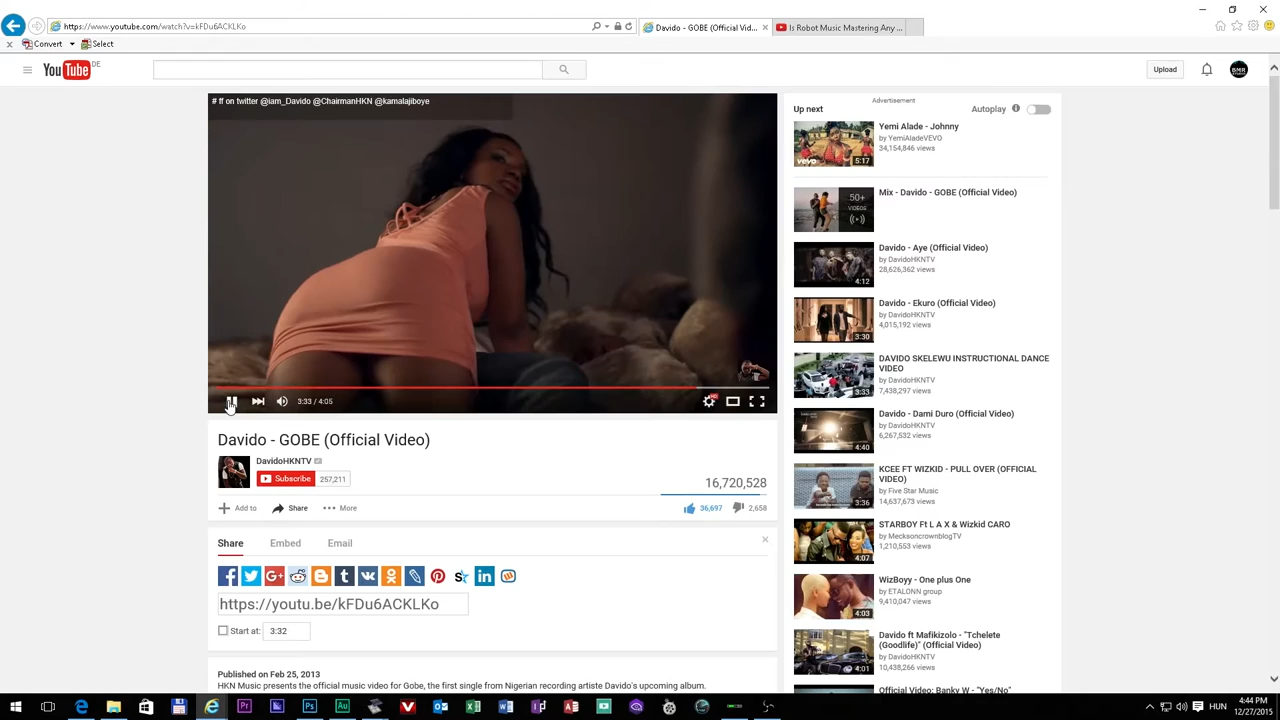 https://www.youtube.com/watch?v=kFDu6ACKLKo
Davido - GOBE (Official Vid...
Is Robot Music Mastering Any ...
Convert
Select
YouTube DE
Upload
BMR
# ff on twitter @iam_Davido @ChairmanHKN @kamalajiboye
3:33 / 4:05
HD
Davido - GOBE (Official Video)
DavidoHKNTV
Subscribe 257,211
16,720,528
Add to
Share
More
36,697
2,658
Share
Embed
Email
https://youtu.be/kFDu6ACKLKo
Start at: 3:32
Published on Feb 25, 2013
HKN Music presents the official music video for Gobe, the first single from Nigerian recording artiste Davido's upcoming album.
Advertisement
Up next
Autoplay
Yemi Alade - Johnny
by YemiAladeVEVO
34,154,846 views
vevo
5:17
Mix - Davido - GOBE (Official Video)
50+
VIDEOS
Davido - Aye (Official Video)
by DavidoHKNTV
28,626,362 views
4:12
Davido - Ekuro (Official Video)
by DavidoHKNTV
4,015,192 views
3:30
DAVIDO SKELEWU INSTRUCTIONAL DANCE
VIDEO
by DavidoHKNTV
7,438,297 views
3:33
Davido - Dami Duro (Official Video)
by DavidoHKNTV
6,267,532 views
4:40
KCEE FT WIZKID - PULL OVER (OFFICIAL
VIDEO)
by Five Star Music
14,637,673 views
3:36
STARBOY Ft L A X & Wizkid CARO
by MecksoncrownblogTV
1,210,553 views
4:07
WizBoyy - One plus One
by ETALONN group
9,410,047 views
4:03
Davido ft Mafikizolo - "Tchelete
(Goodlife)" (Official Video)
by DavidoHKNTV
10,438,266 views
4:01
Official Video: Banky W - "Yes/No"
HUN
4:44 PM
12/27/2015